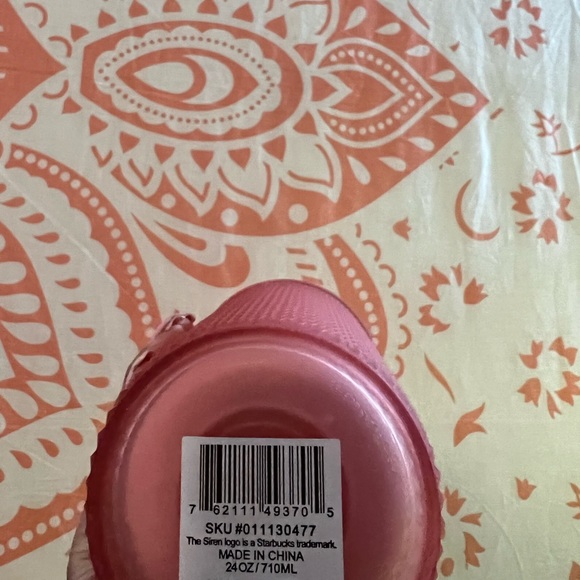 7 62111 49370 5
SKU #011130477
The Siren logo is a Starbucks trademark.
MADE IN CHINA
24OZ/710ML